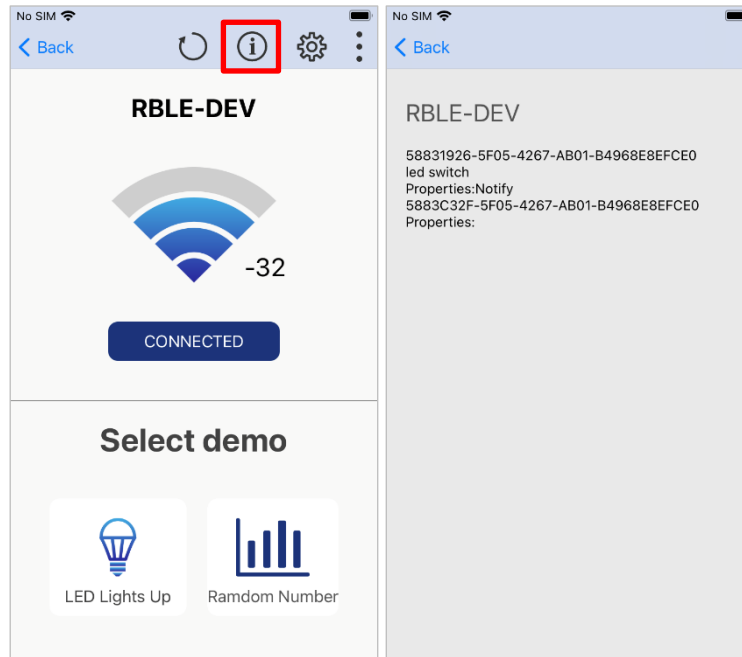 No SIM
Back
RBLE-DEV
-32
CONNECTED
Select demo
LED Lights Up
Ramdom Number
No SIM
Back
RBLE-DEV
58831926-5F05-4267-AB01-B4968E8EFCE0
led switch
Properties:Notify
5883C32F-5F05-4267-AB01-B4968E8EFCE0
Properties: